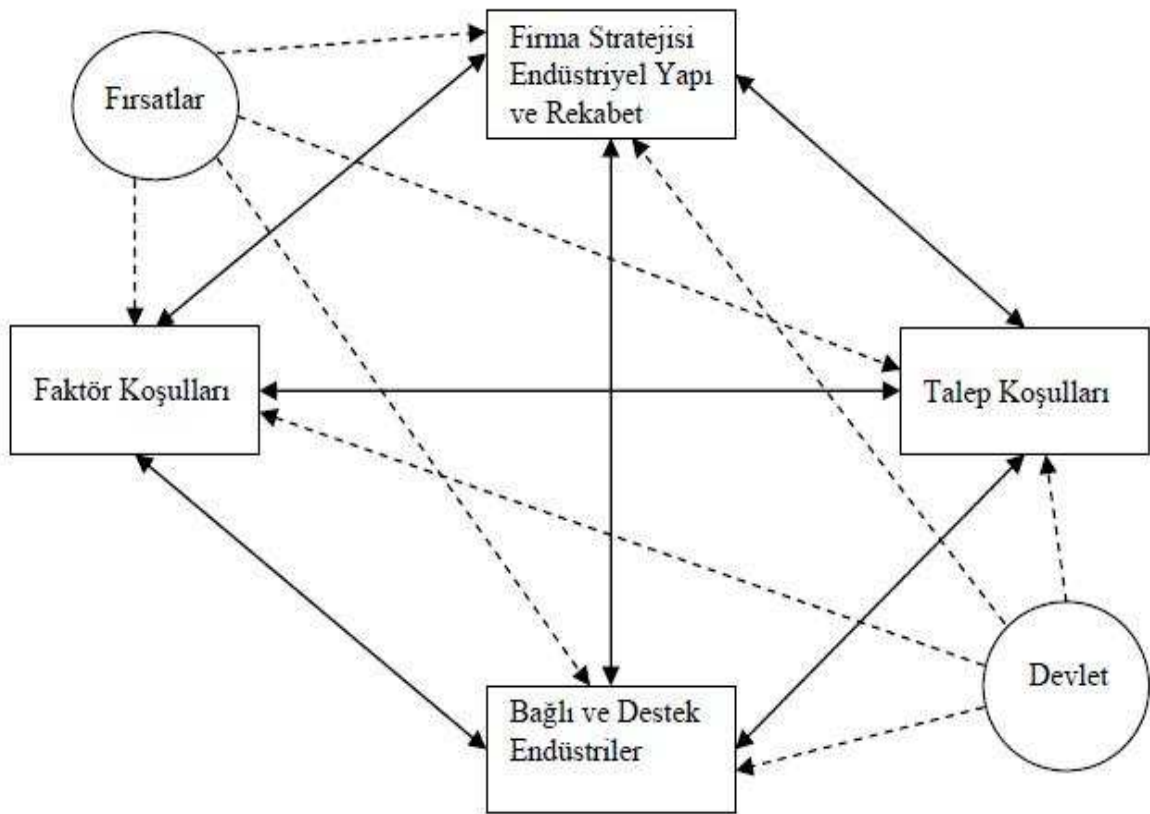 Fırsatlar
Firma Stratejisi
Endüstriyel Yapı
ve Rekabet
Faktör Koşulları
Talep Koşulları
Bağlı ve Destek
Endüstriler
Devlet